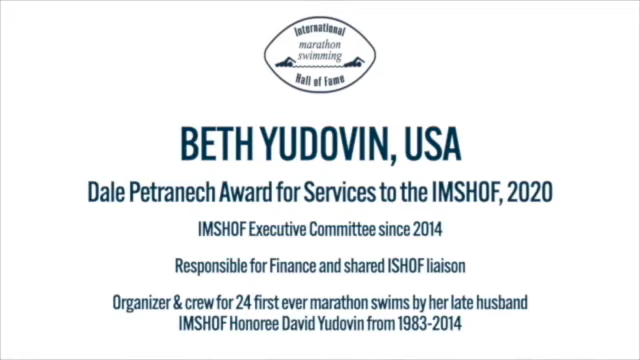 International
marathon
swimming
Hall of Fame
BETH YUDOVIN, USA
Dale Petranech Award for Services to the IMSHOF, 2020
IMSHOF Executive Committee since 2014
Responsible for Finance and shared ISHOF liaison
Organizer & crew for 24 first ever marathon swims by her late husband
IMSHOF Honoree David Yudovin from 1983-2014